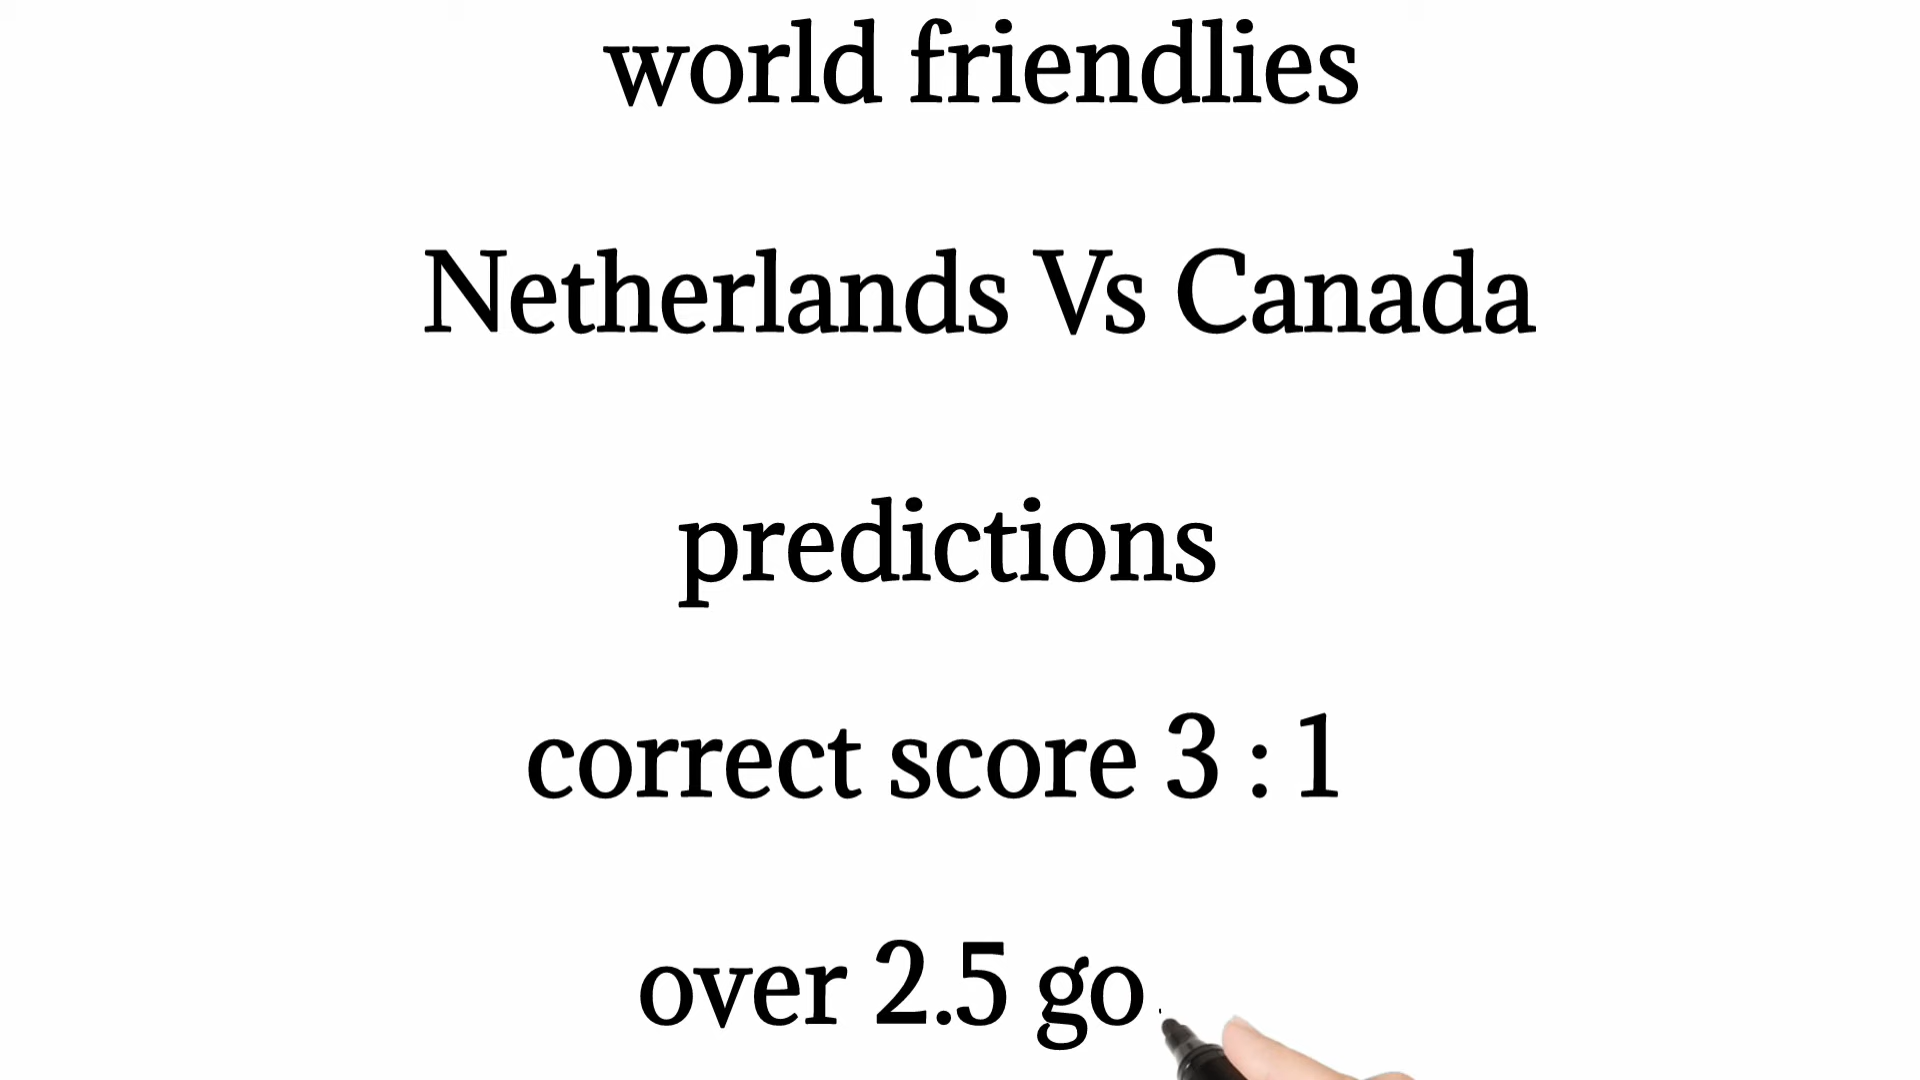 world friendlies
Netherlands Vs Canada
predictions
correct score 3 : 1
over 2.5 go